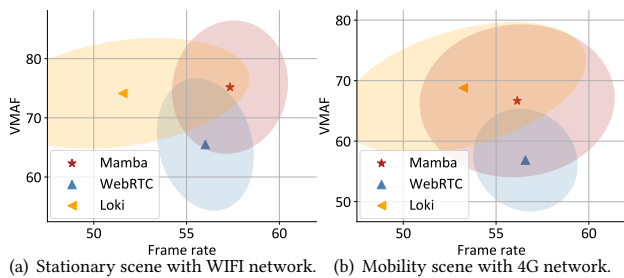 80
70
60
VMAF
Mamba
WebRTC
Loki
50 55 60
Frame rate
(a) Stationary scene with WIFI network.
80
70
60
50
VMAF
Mamba
WebRTC
Loki
50 55 60
Frame rate
(b) Mobility scene with 4G network.